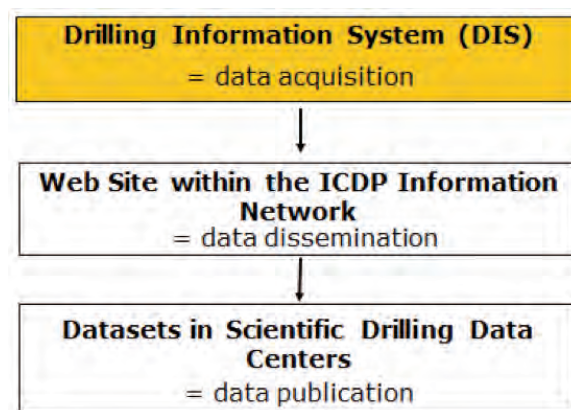 Drilling Information System (DIS)
= data acquisition
Web Site within the ICDP Information
Network
= data dissemination
Datasets in Scientific Drilling Data
Centers
= data publication